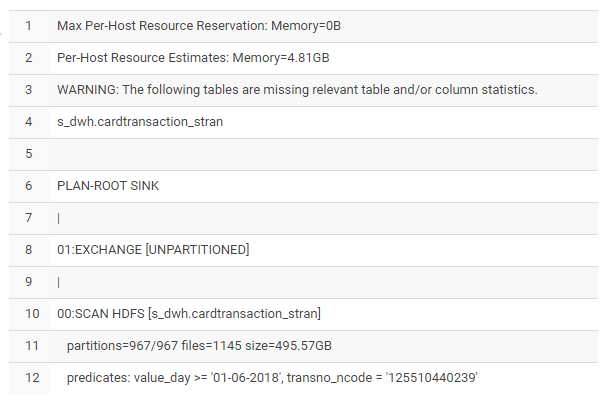 1 Max Per-Host Resource Reservation: Memory=0B
2 Per-Host Resource Estimates: Memory=4.81GB
3 WARNING: The following tables are missing relevant table and/or column statistics.
4 s_dwh.cardtransaction_stran
5
6 PLAN-ROOT SINK
7 |
8 01:EXCHANGE [UNPARTITIONED]
9 |
10 00:SCAN HDFS [s_dwh.cardtransaction_stran]
11 partitions=967/967 files=1145 size=495.57GB
12 predicates: value_day >= '01-06-2018', transno_ncode = '125510440239'